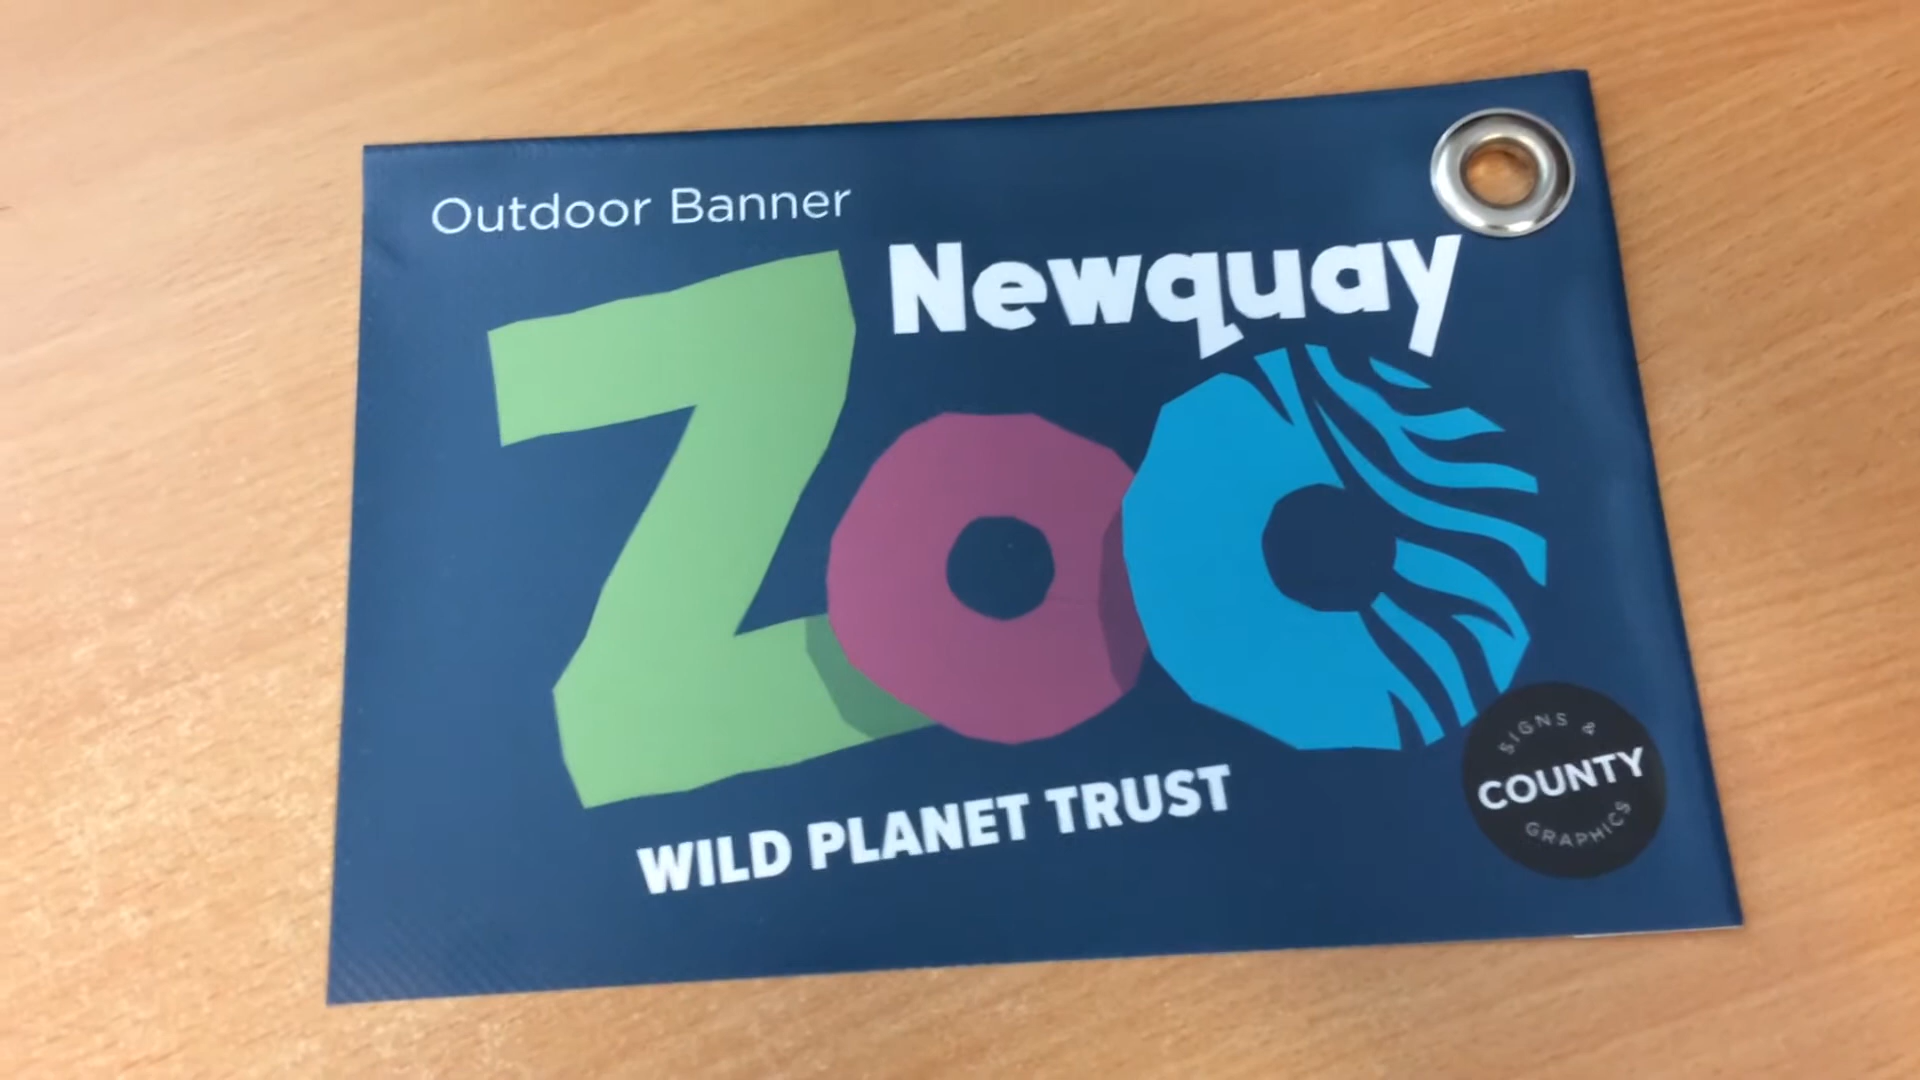 Outdoor Banner
Newquay
Zoo
WILD PLANET TRUST
SIGNS &
COUNTY
GRAPHICS